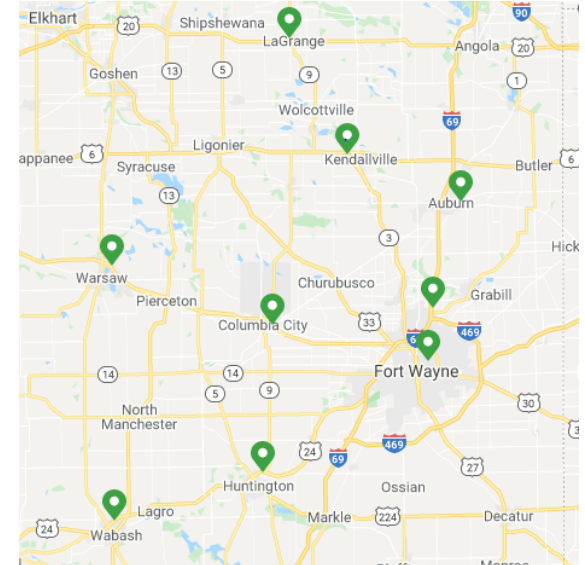 Elkhart
20
Shipshewana
90
LaGrange
Angola
20
Goshen
13
5
9
1
Wolcottville
69
Ligonier
appanee
6
Syracuse
Kendallville
Butler
6
13
Auburn
3
Hick
Warsaw
Churubusco
Grabill
Pierceton
Columbia City
33
469
Fort Wayne
14
14
5
9
30
North
Manchester
3
24
69
469
27
Huntington
Ossian
Lagro
24
Wabash
Markle
224
Decatur